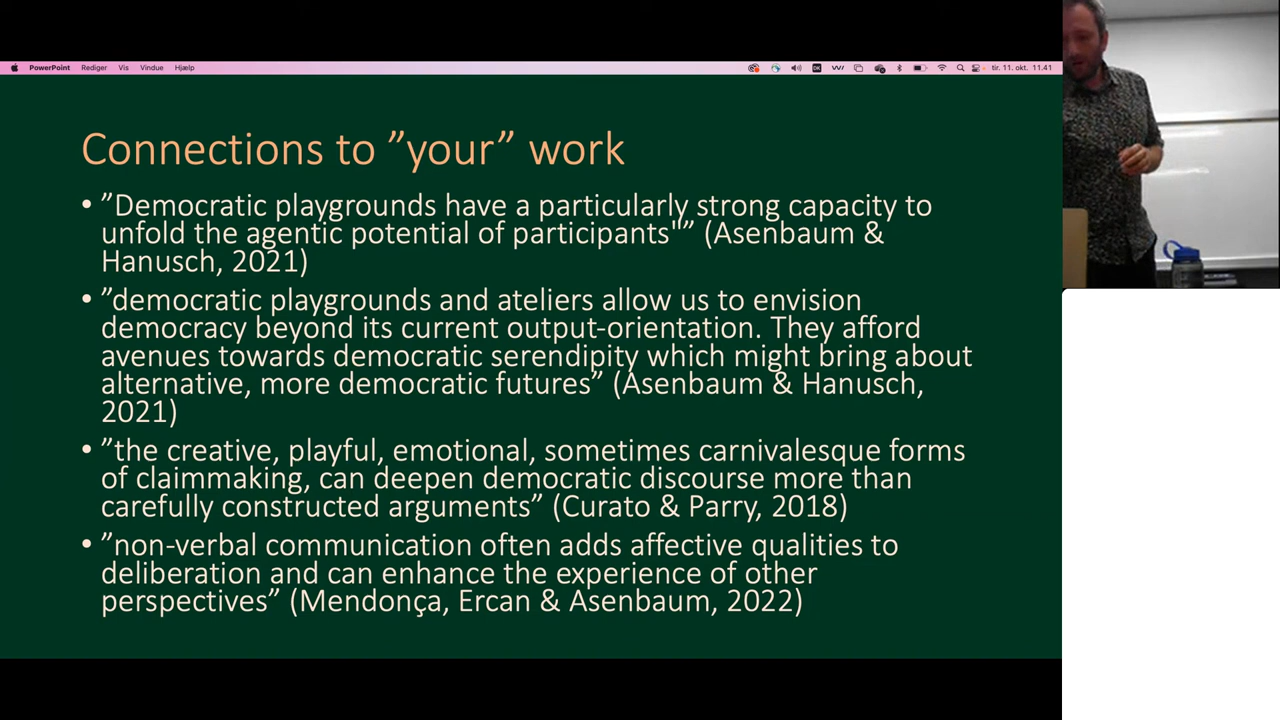 PowerPoint Rediger Vis Vindue Hjælp
DK tir. 11. okt. 11.41
Connections to ”your” work
• ”Democratic playgrounds have a particularly strong capacity to
unfold the agentic potential of participants"” (Asenbaum &
Hanusch, 2021)
• ”democratic playgrounds and ateliers allow us to envision
democracy beyond its current output-orientation. They afford
avenues towards democratic serendipity which might bring about
alternative, more democratic futures” (Asenbaum & Hanusch,
2021)
• ”the creative, playful, emotional, sometimes carnivalesque forms
of claimmaking, can deepen democratic discourse more than
carefully constructed arguments” (Curato & Parry, 2018)
• ”non-verbal communication often adds affective qualities to
deliberation and can enhance the experience of other
perspectives” (Mendonça, Ercan & Asenbaum, 2022)